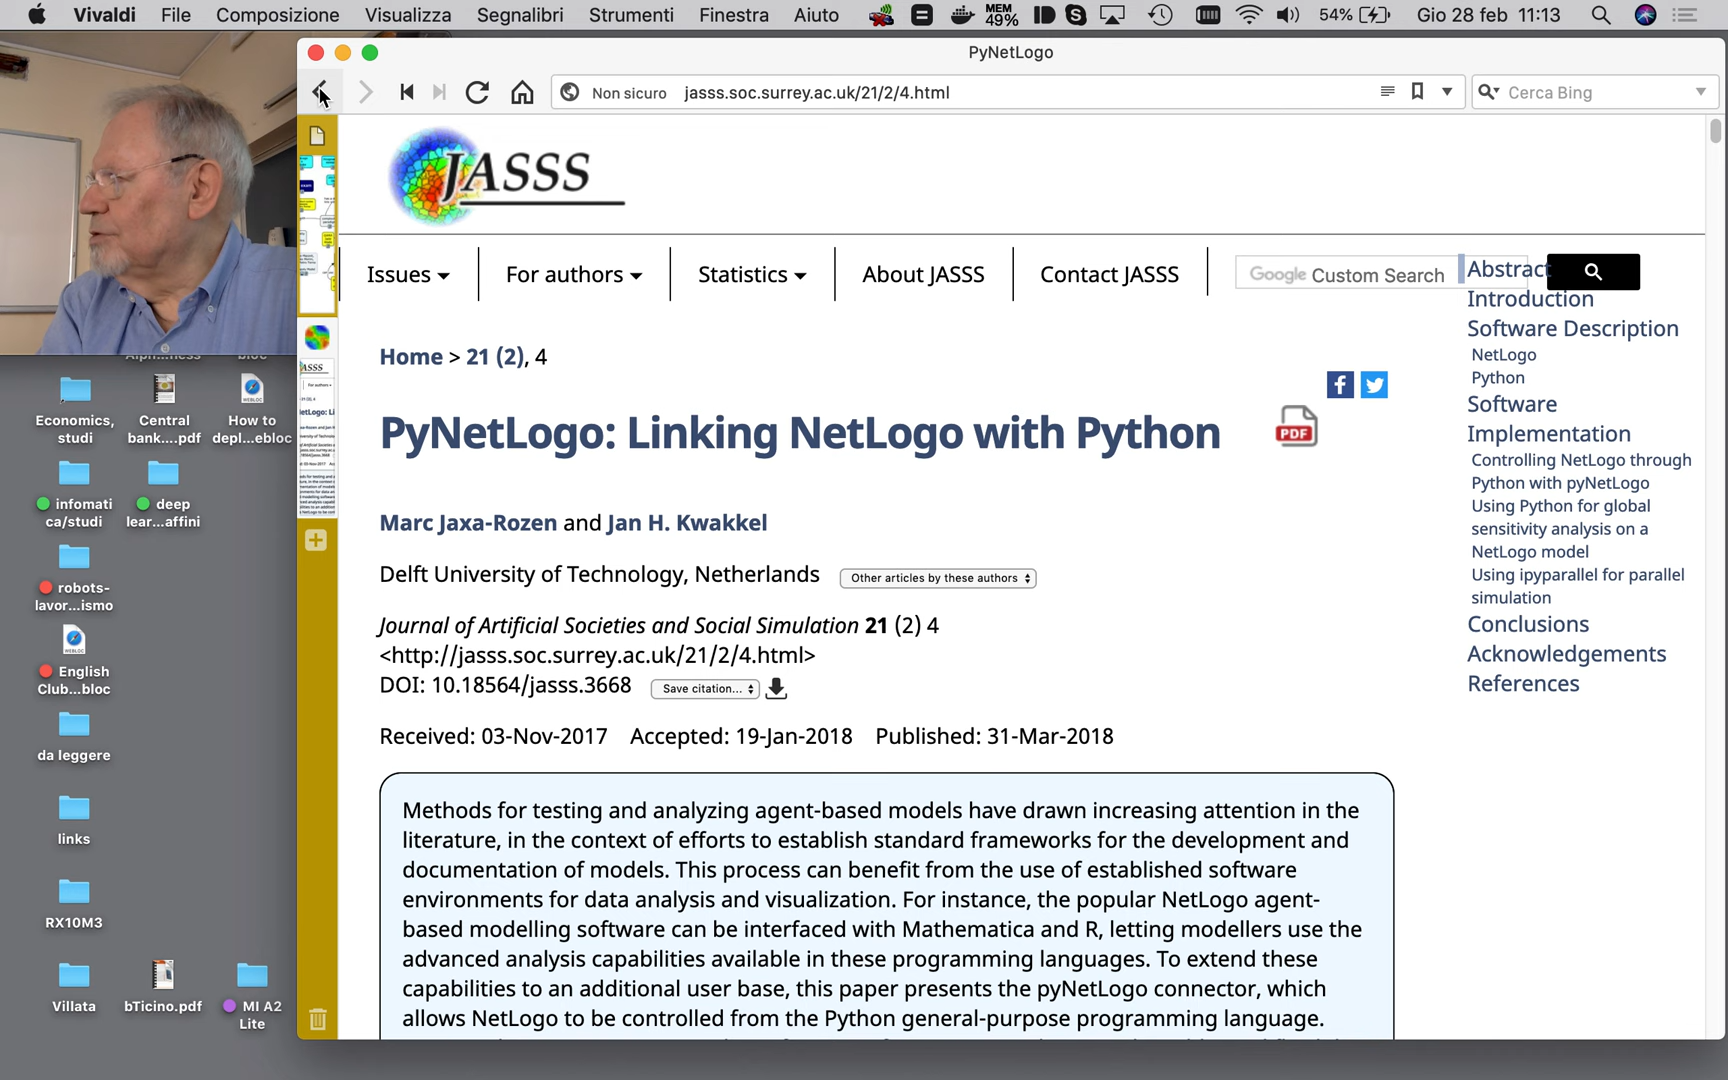 Vivaldi File Composizione Visualizza Segnalibri Strumenti Finestra Aiuto MEM 49% 54% Gio 28 feb 11:13
PyNetLogo
Non sicuro jasss.soc.surrey.ac.uk/21/2/4.html Cerca Bing
JASSS
Issues For authors Statistics About JASSS Contact JASSS Google Custom Search
Abstract
Introduction
Software Description
NetLogo
Python
Software
Implementation
Controlling NetLogo through
Python with pyNetLogo
Using Python for global
sensitivity analysis on a
NetLogo model
Using ipyparallel for parallel
simulation
Conclusions
Acknowledgements
References
Home > 21 (2), 4
PyNetLogo: Linking NetLogo with Python
PDF
Marc Jaxa-Rozen and Jan H. Kwakkel
Delft University of Technology, Netherlands Other articles by these authors
Journal of Artificial Societies and Social Simulation 21 (2) 4
<http://jasss.soc.surrey.ac.uk/21/2/4.html>
DOI: 10.18564/jasss.3668 Save citation...
Received: 03-Nov-2017 Accepted: 19-Jan-2018 Published: 31-Mar-2018
Methods for testing and analyzing agent-based models have drawn increasing attention in the
literature, in the context of efforts to establish standard frameworks for the development and
documentation of models. This process can benefit from the use of established software
environments for data analysis and visualization. For instance, the popular NetLogo agent-
based modelling software can be interfaced with Mathematica and R, letting modellers use the
advanced analysis capabilities available in these programming languages. To extend these
capabilities to an additional user base, this paper presents the pyNetLogo connector, which
allows NetLogo to be controlled from the Python general-purpose programming language.
Economics,
studi
Central
bank....pdf
How to
depl...ebloc
infomati
ca/studi
deep
lear...affini
robots-
lavor...ismo
WEBLOC
English
Club...bloc
da leggere
links
RX10M3
Villata
bTicino.pdf
MI A2
Lite